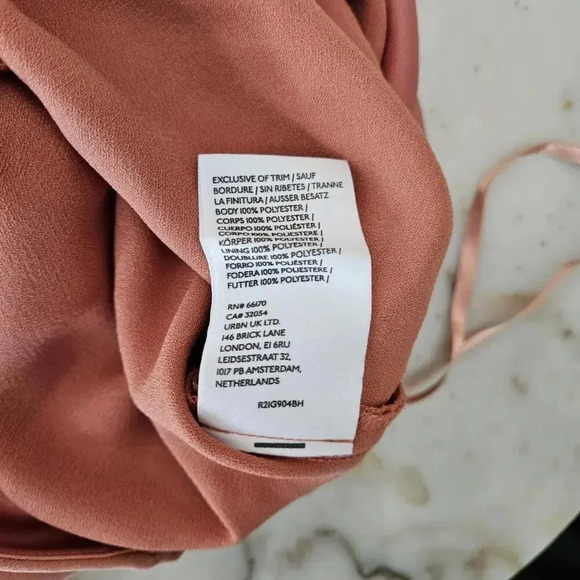 EXCLUSIVE OF TRIM / SAUF
BORDURE / SIN RIBETES / TRANNE
LA FINITURA / AUSSER BESATZ
BODY 100% POLYESTER /
CORPS 100% POLYESTER /
CUERPO 100% POLIÉSTER /
CORPO 100% POLIESTERE /
KÖRPER 100% POLYESTER /
LINING 100% POLYESTER /
DOUBLURE 100% POLYESTER /
FORRO 100% POLIÉSTER /
FODERA 100% POLIESTERE /
FUTTER 100% POLYESTER /
RN# 66170
CA# 32054
URBN UK LTD.
146 BRICK LANE
LONDON, E1 6RU
LEIDSESTRAAT 32,
1017 PB AMSTERDAM,
NETHERLANDS
R21G904BH